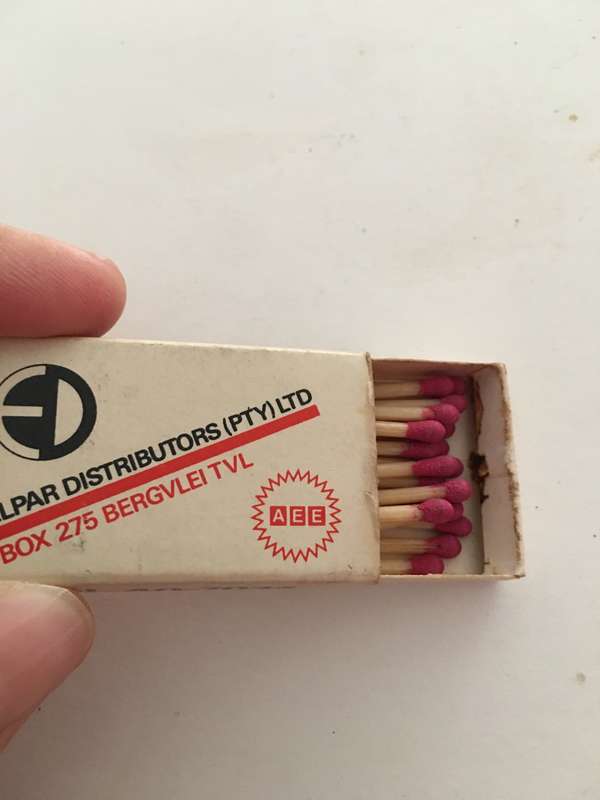 LPAR DISTRIBUTORS (PTY) LTD
BOX 275 BERGVLEI TVL
AEE